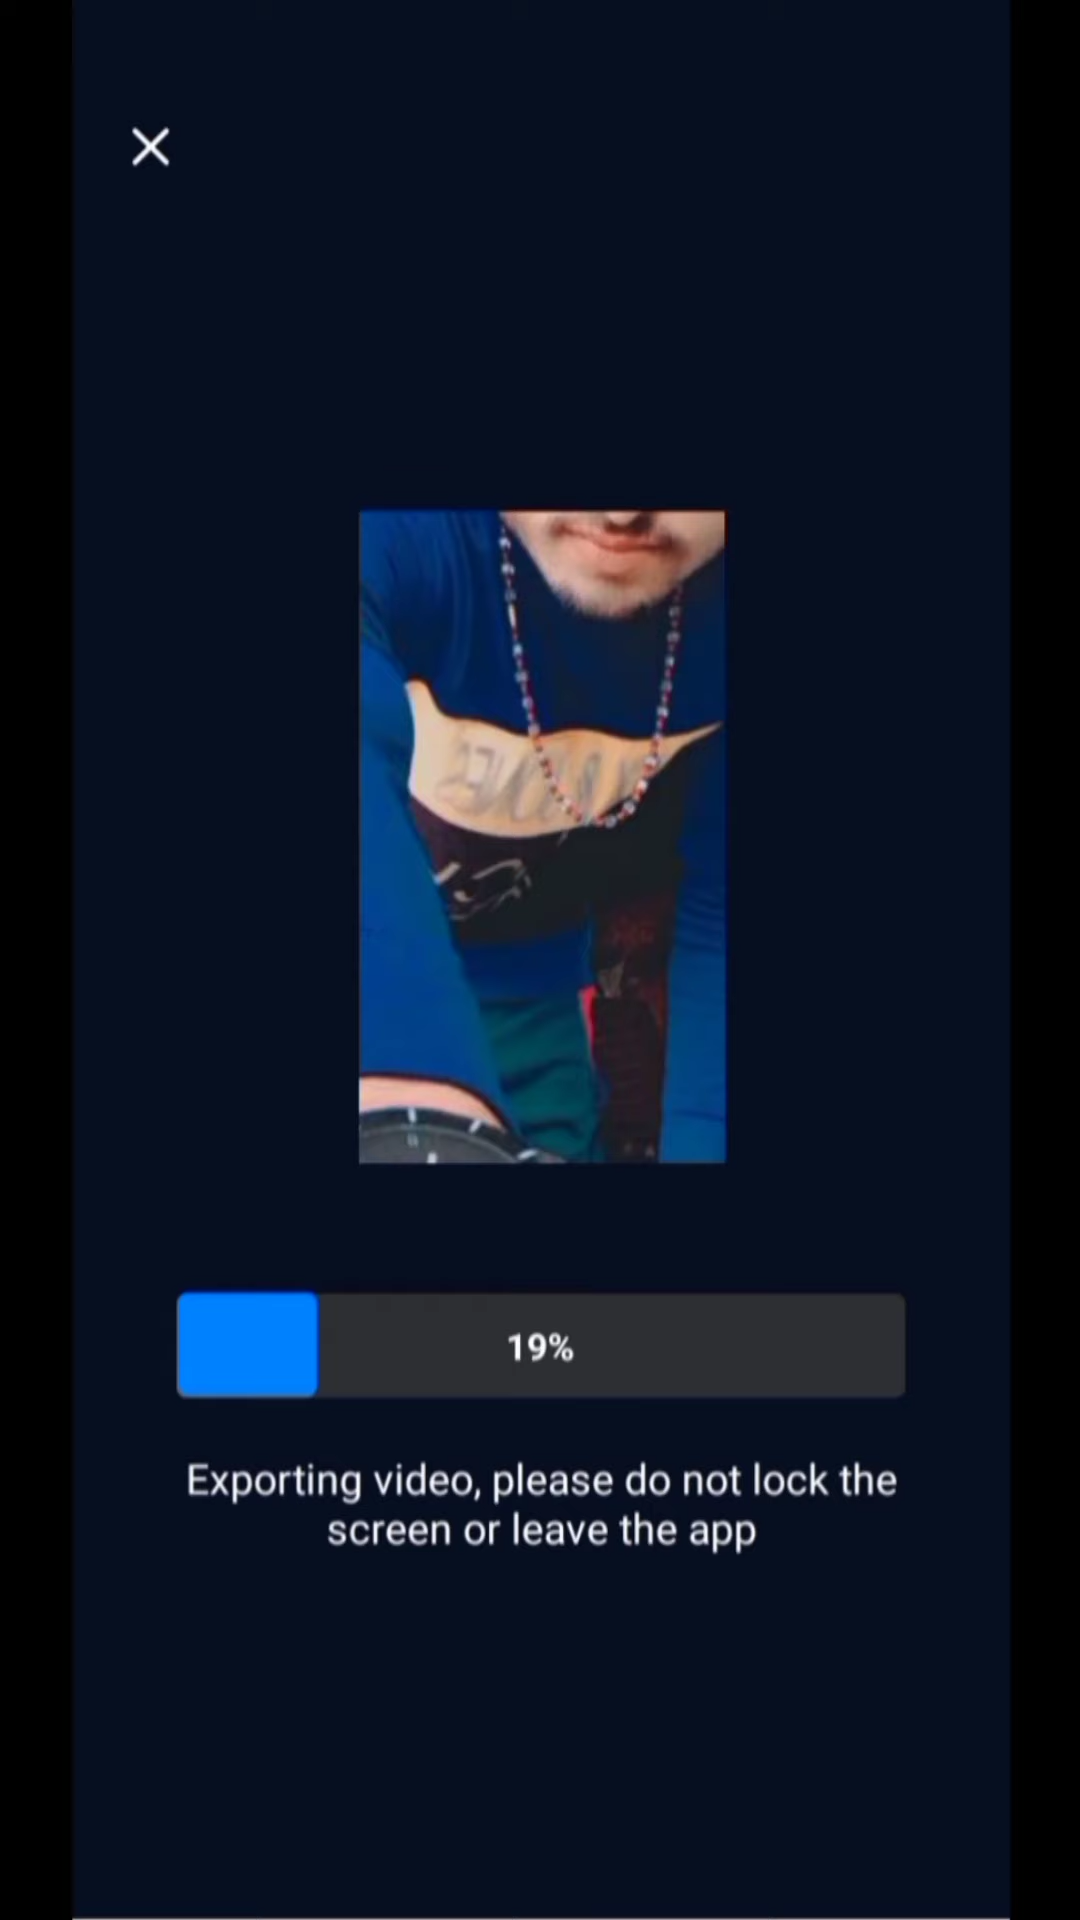 19%
Exporting video, please do not lock the
screen or leave the app